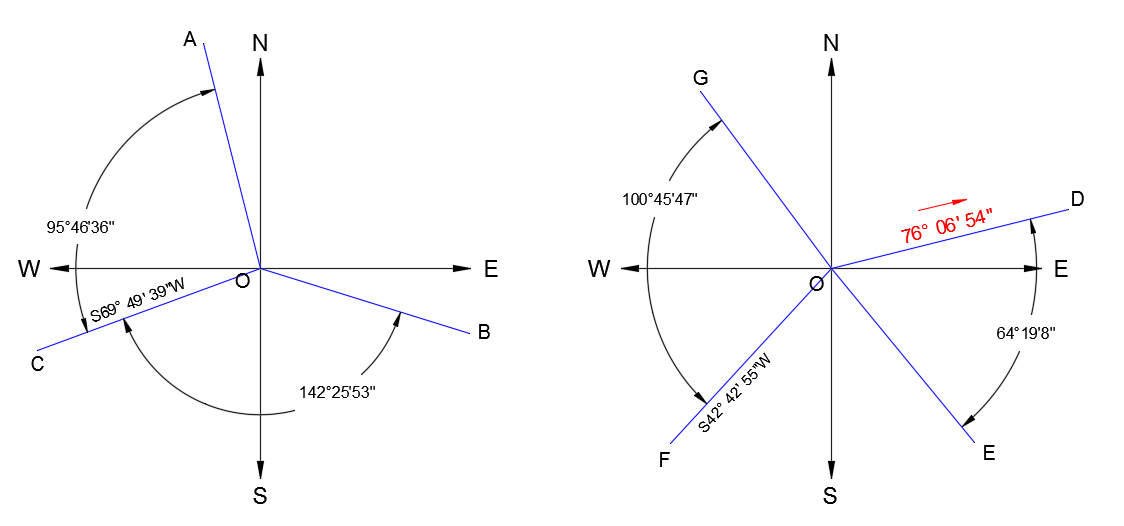 A
N
95°46'36"
W
E
O
S69° 49' 39"W
B
C
142°25'53"
S
N
G
D
100°45'47"
76° 06' 54"
W
E
O
64°19'8"
S42° 42' 55"W
F
E
S